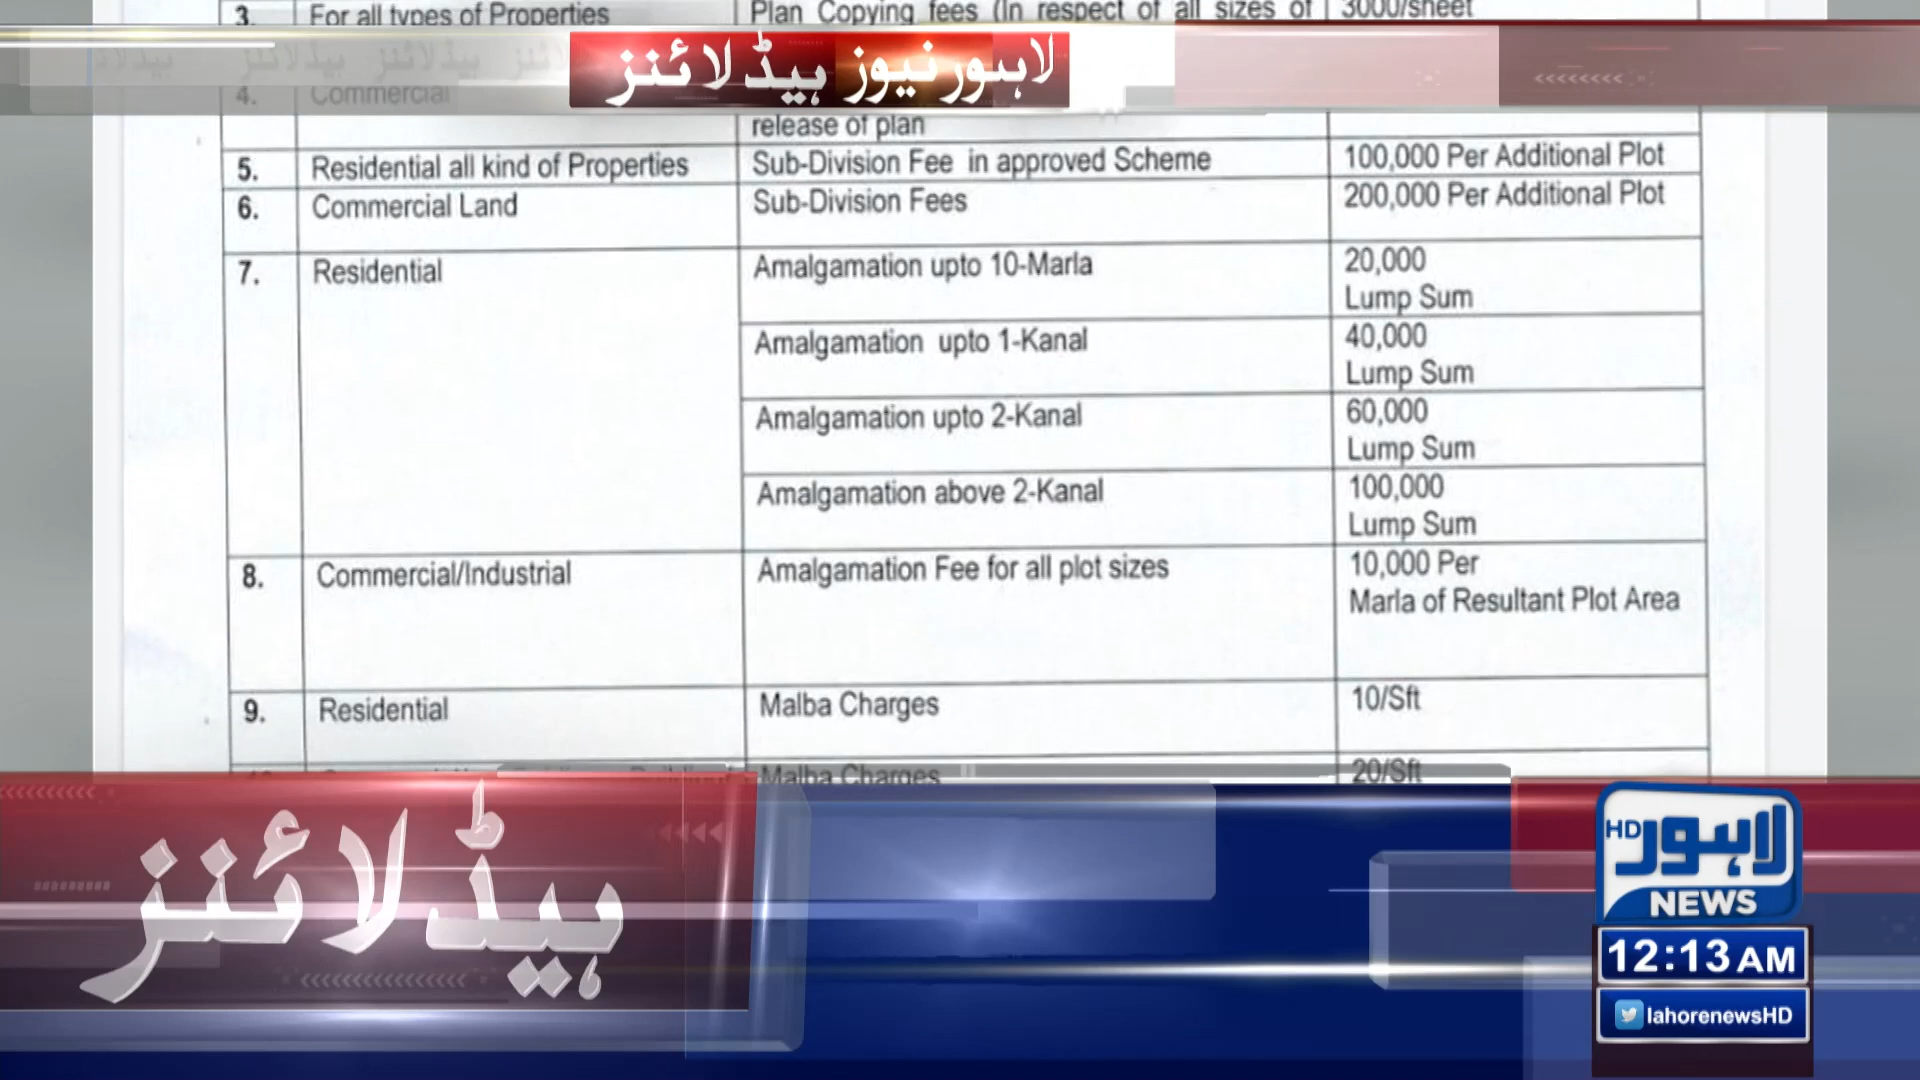 3. For all types of Properties Plan Copying fees (In respect of all sizes of 3000/sheet
لاہور نیوز ہیڈ لائنز
4. Commercial
release of plan
5. Residential all kind of Properties Sub-Division Fee in approved Scheme 100,000 Per Additional Plot
6. Commercial Land Sub-Division Fees 200,000 Per Additional Plot
7. Residential Amalgamation upto 10-Marla 20,000
Lump Sum
Amalgamation upto 1-Kanal 40,000
Lump Sum
Amalgamation upto 2-Kanal 60,000
Lump Sum
Amalgamation above 2-Kanal 100,000
Lump Sum
8. Commercial/Industrial Amalgamation Fee for all plot sizes 10,000 Per
Marla of Resultant Plot Area
9. Residential Malba Charges 10/Sft
Malba Charges 20/Sft
ہیڈ لائنز
لاہور HD
NEWS
12:13 AM
lahorenewsHD